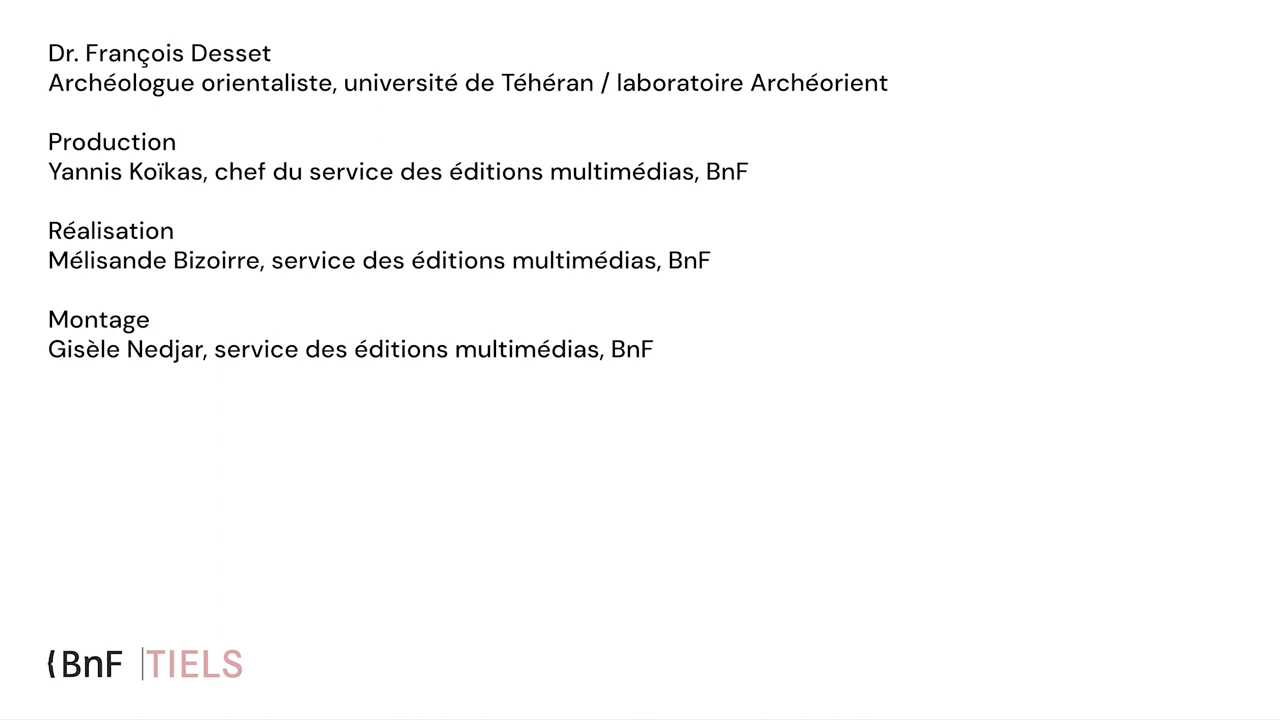 Dr. François Desset
Archéologue orientaliste, université de Téhéran / laboratoire Archéorient
Production
Yannis Koïkas, chef du service des éditions multimédias, BnF
Réalisation
Mélisande Bizoirre, service des éditions multimédias, BnF
Montage
Gisèle Nedjar, service des éditions multimédias, BnF
{BnF |TIELS